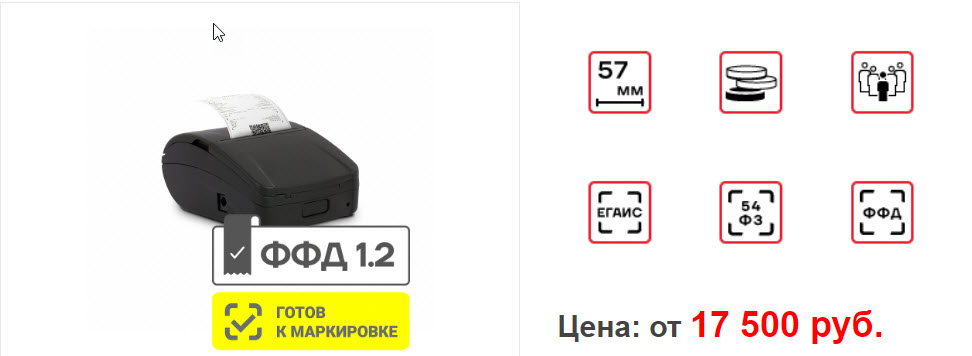 57
мм
ЕГАИС
54
ФЗ
ФФД
ФФД 1.2
ГОТОВ
К МАРКИРОВКЕ
Цена: от 17 500 руб.